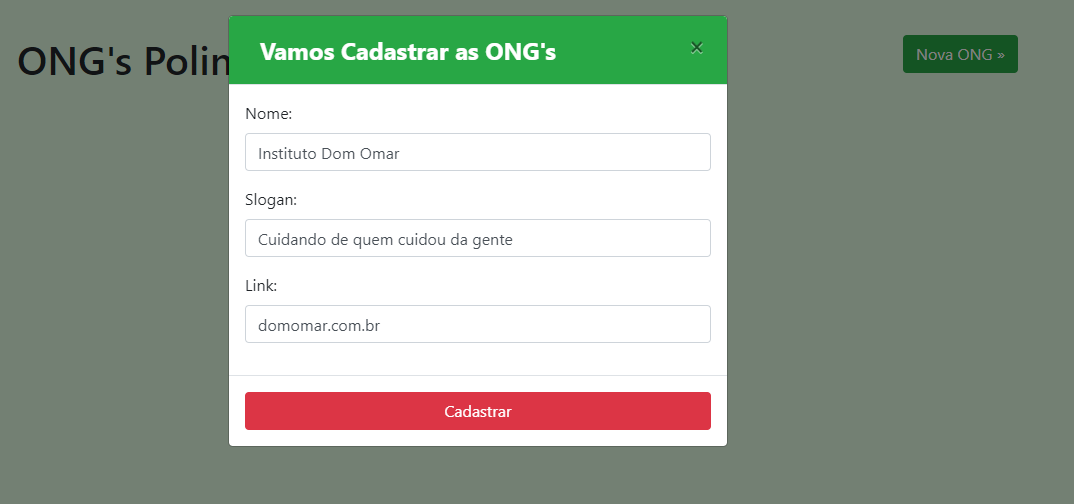 ONG's Polin
Vamos Cadastrar as ONG's
×
Nova ONG »
Nome:
Instituto Dom Omar
Slogan:
Cuidando de quem cuidou da gente
Link:
domomar.com.br
Cadastrar